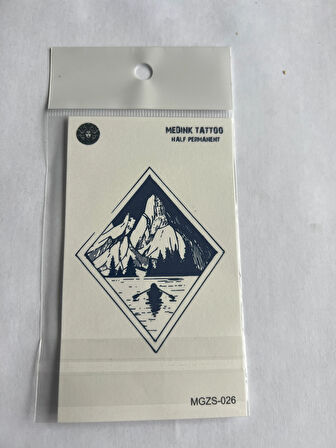 MEDINK TATTOO
HALF PERMANENT
MGZS-026